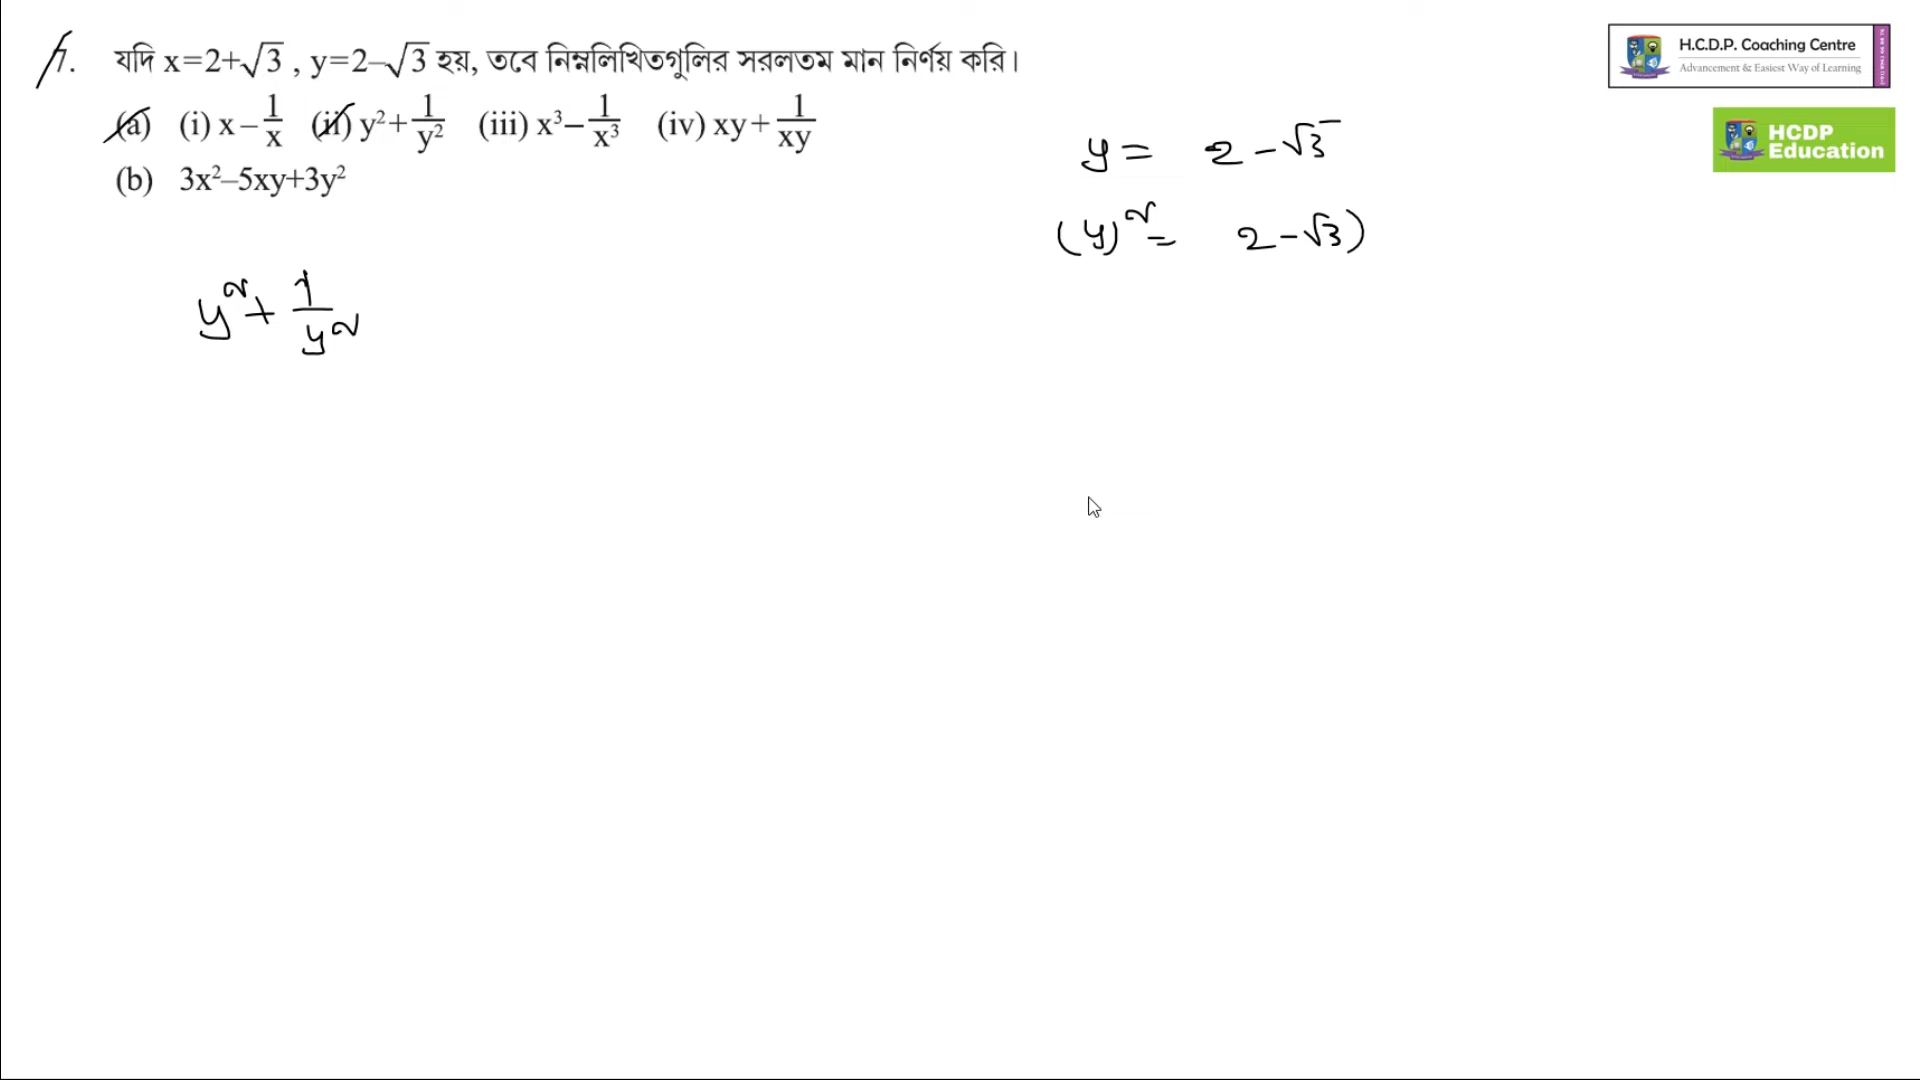 7. যদি x=2+√3 , y=2–√3 হয়, তবে নিম্নলিখিতগুলির সরলতম মান নির্ণয় করি।
(a) (i) x – 1/x (ii) y²+ 1/y² (iii) x³– 1/x³ (iv) xy+ 1/xy
(b) 3x²–5xy+3y²
y = 2 – √3
(y)² = 2 – √3)
y² + 1/y²
H.C.D.P. Coaching Centre
Advancement & Easiest Way of Learning
HCDP
Education